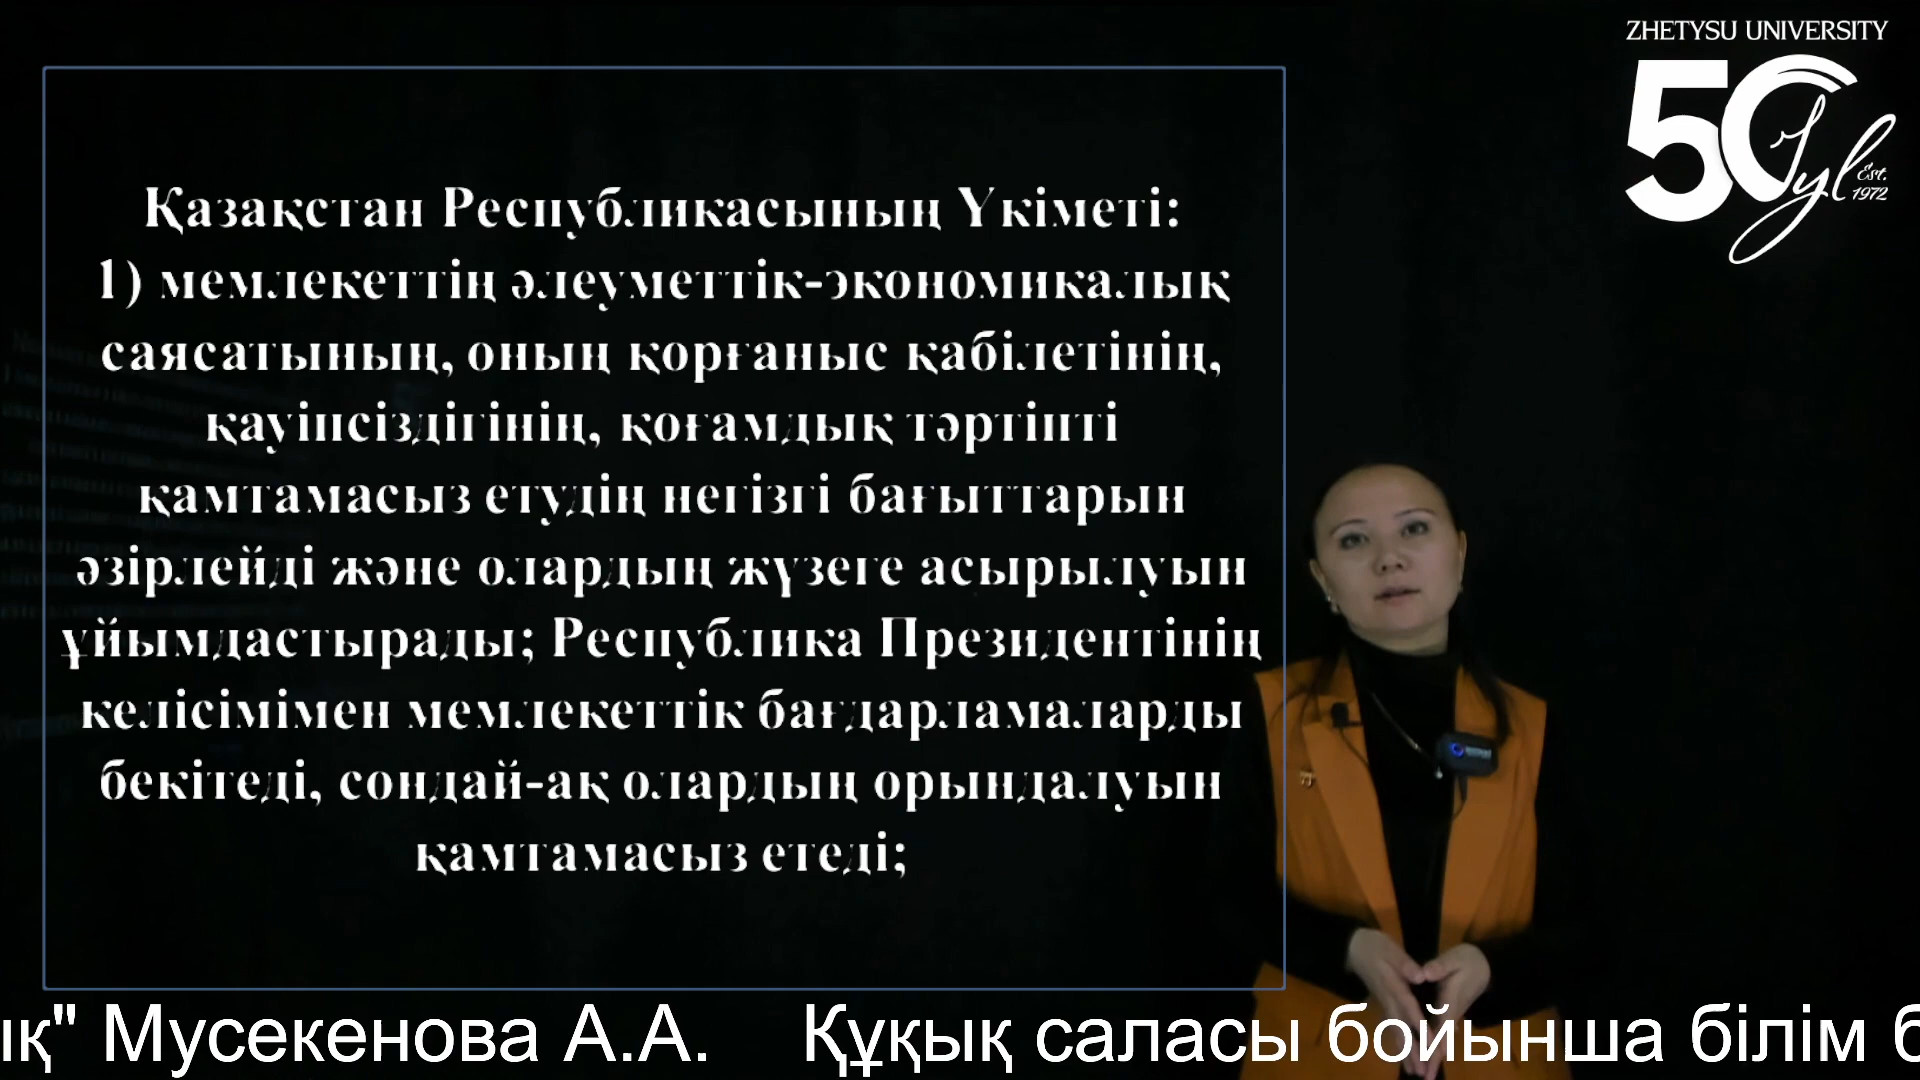 ZHETYSU UNIVERSITY
50 Jyl
Est.
1972
Қазақстан Республикасының Үкіметі:
1) мемлекеттің әлеуметтік-экономикалық
саясатының, оның қорғаныс қабілетінің,
қауіпсіздігінің, қоғамдық тәртіпті
қамтамасыз етудің негізгі бағыттарын
әзірлейді және олардың жүзеге асырылуын
ұйымдастырады; Республика Президентінің
келісімімен мемлекеттік бағдарламаларды
бекітеді, сондай-ақ олардың орындалуын
қамтамасыз етеді;
ық" Мусекенова А.А. Құқық саласы бойынша білім б